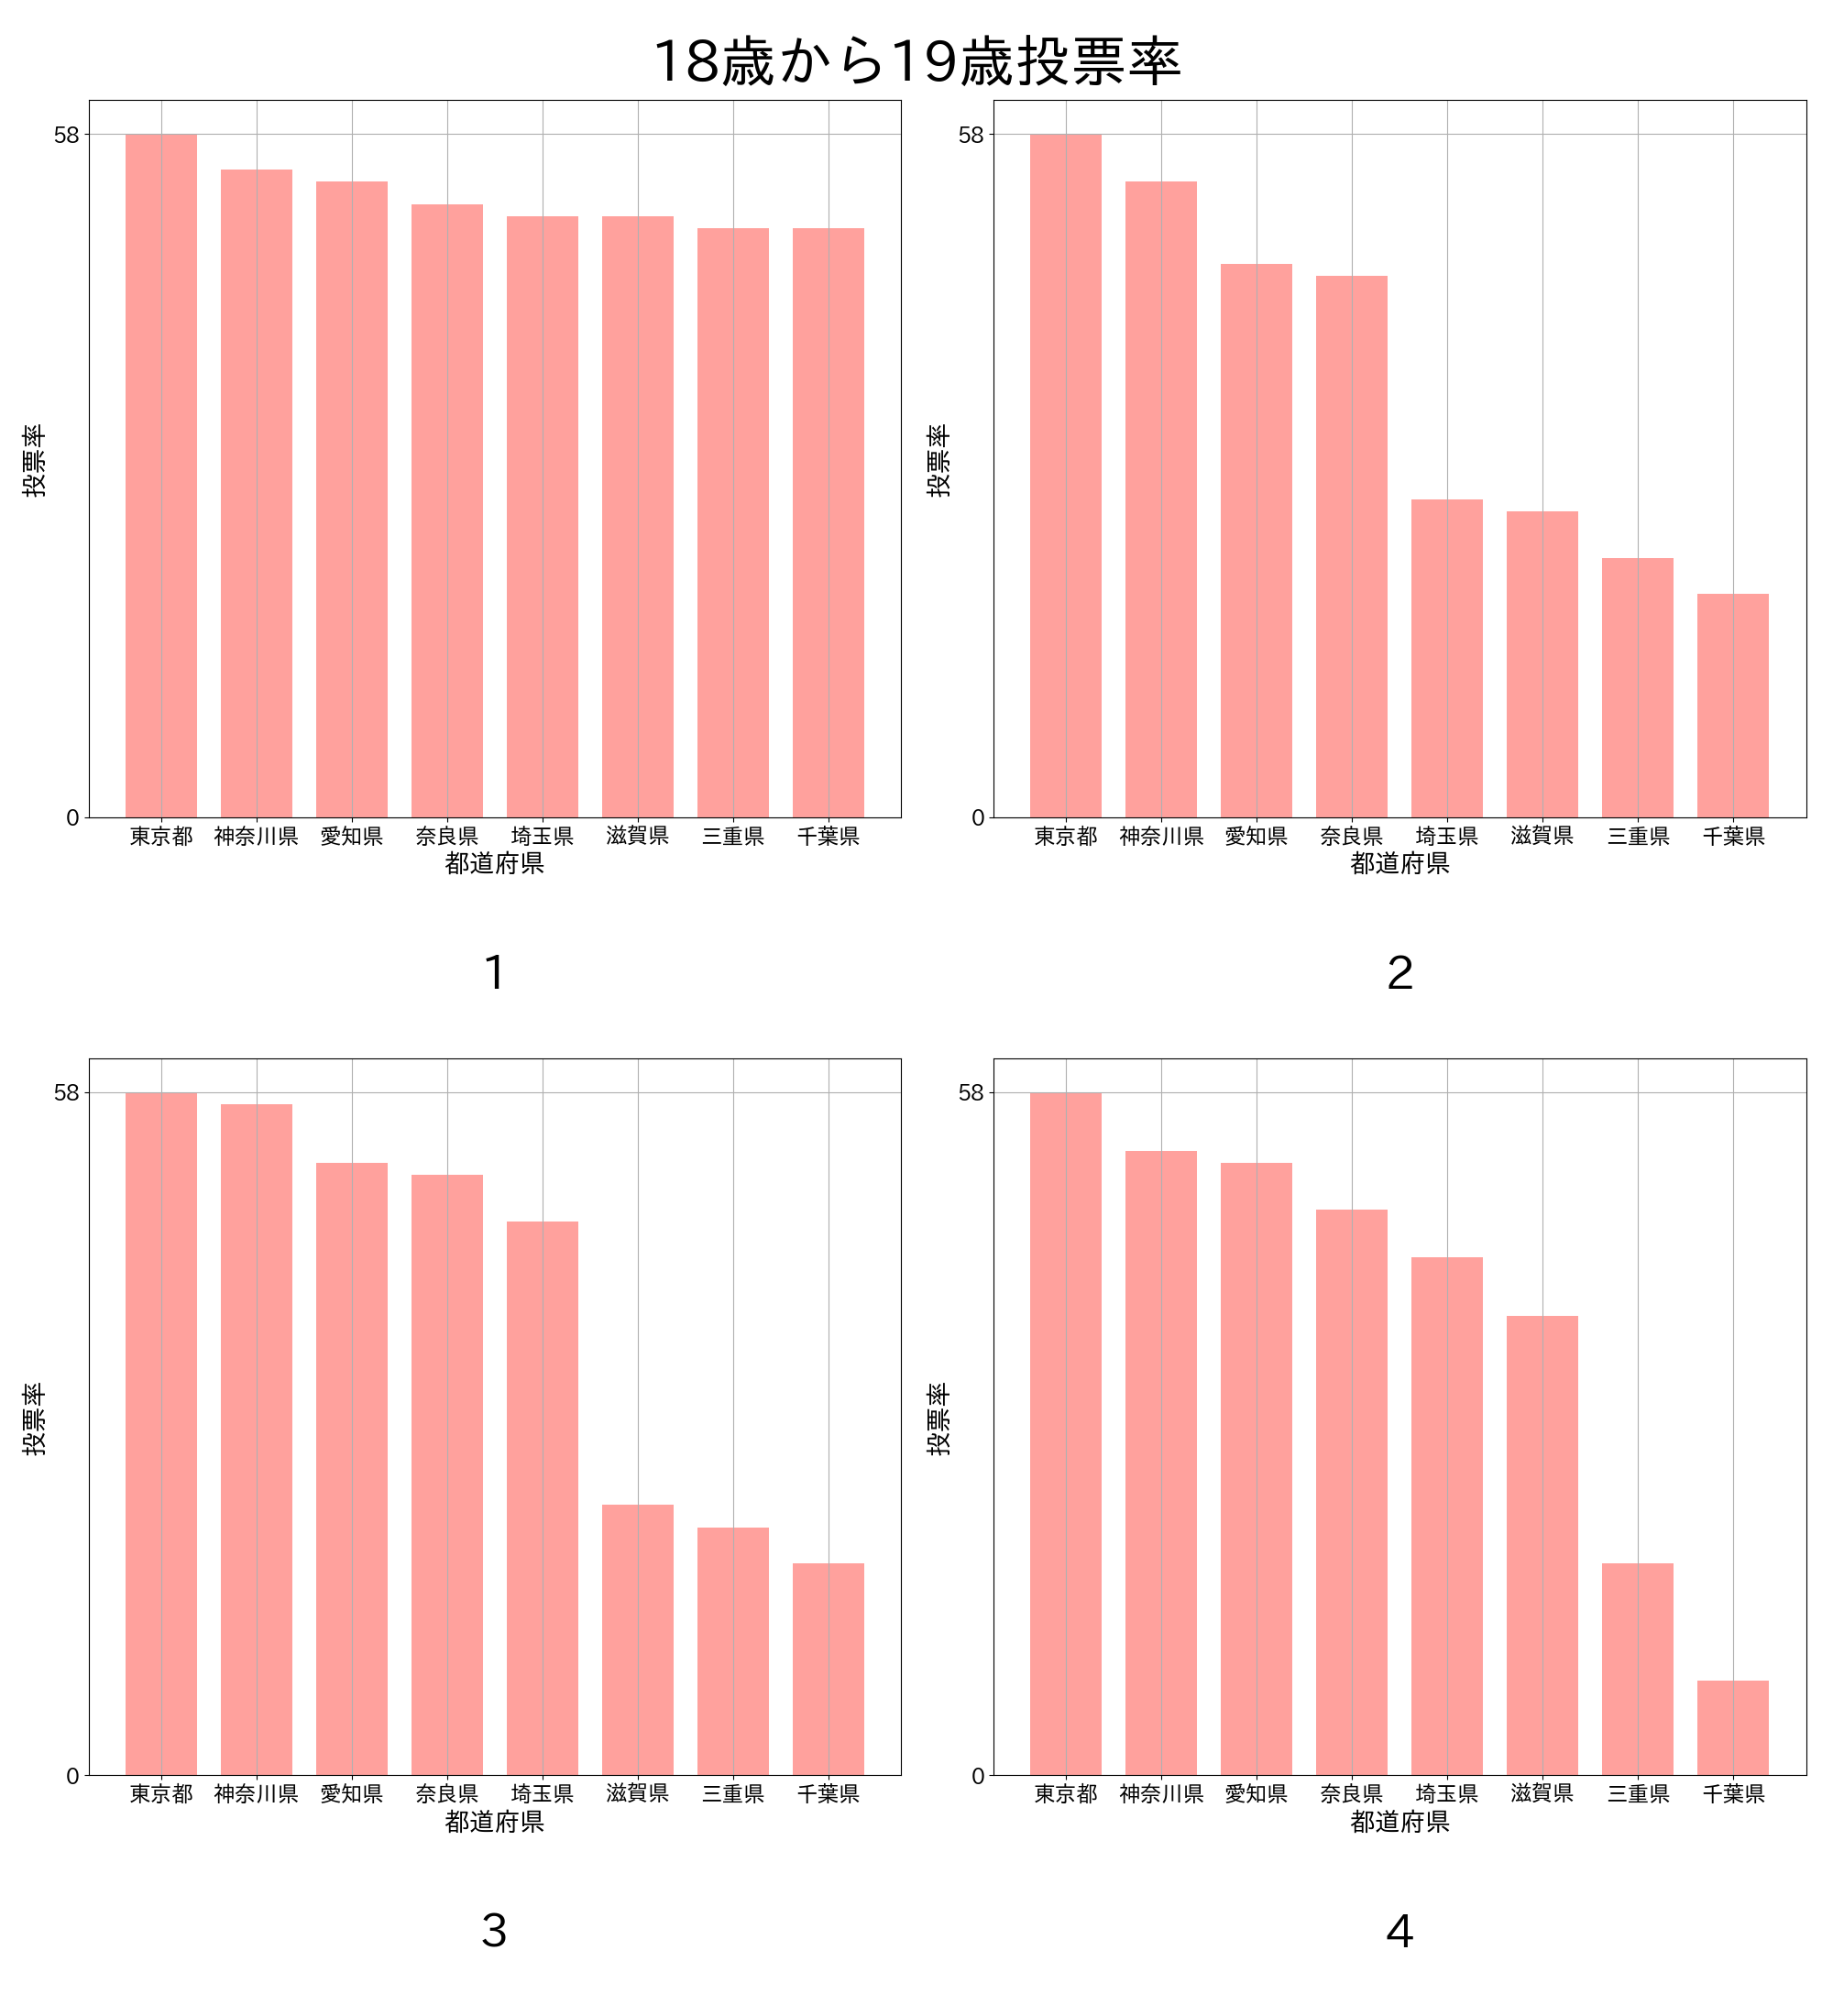 18歳から19歳投票率
58
0
投票率
東京都 神奈川県 愛知県 奈良県 埼玉県 滋賀県 三重県 千葉県
都道府県
1
58
0
投票率
東京都 神奈川県 愛知県 奈良県 埼玉県 滋賀県 三重県 千葉県
都道府県
2
58
0
投票率
東京都 神奈川県 愛知県 奈良県 埼玉県 滋賀県 三重県 千葉県
都道府県
3
58
0
投票率
東京都 神奈川県 愛知県 奈良県 埼玉県 滋賀県 三重県 千葉県
都道府県
4